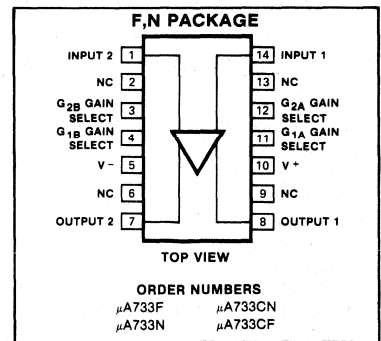 F,N PACKAGE
INPUT 2 1 14 INPUT 1
NC 2 13 NC
G2B GAIN SELECT 3 12 G2A GAIN SELECT
G1B GAIN SELECT 4 11 G1A GAIN SELECT
V- 5 10 V+
NC 6 9 NC
OUTPUT 2 7 8 OUTPUT 1
TOP VIEW
ORDER NUMBERS
μA733F μA733CN
μA733N μA733CF